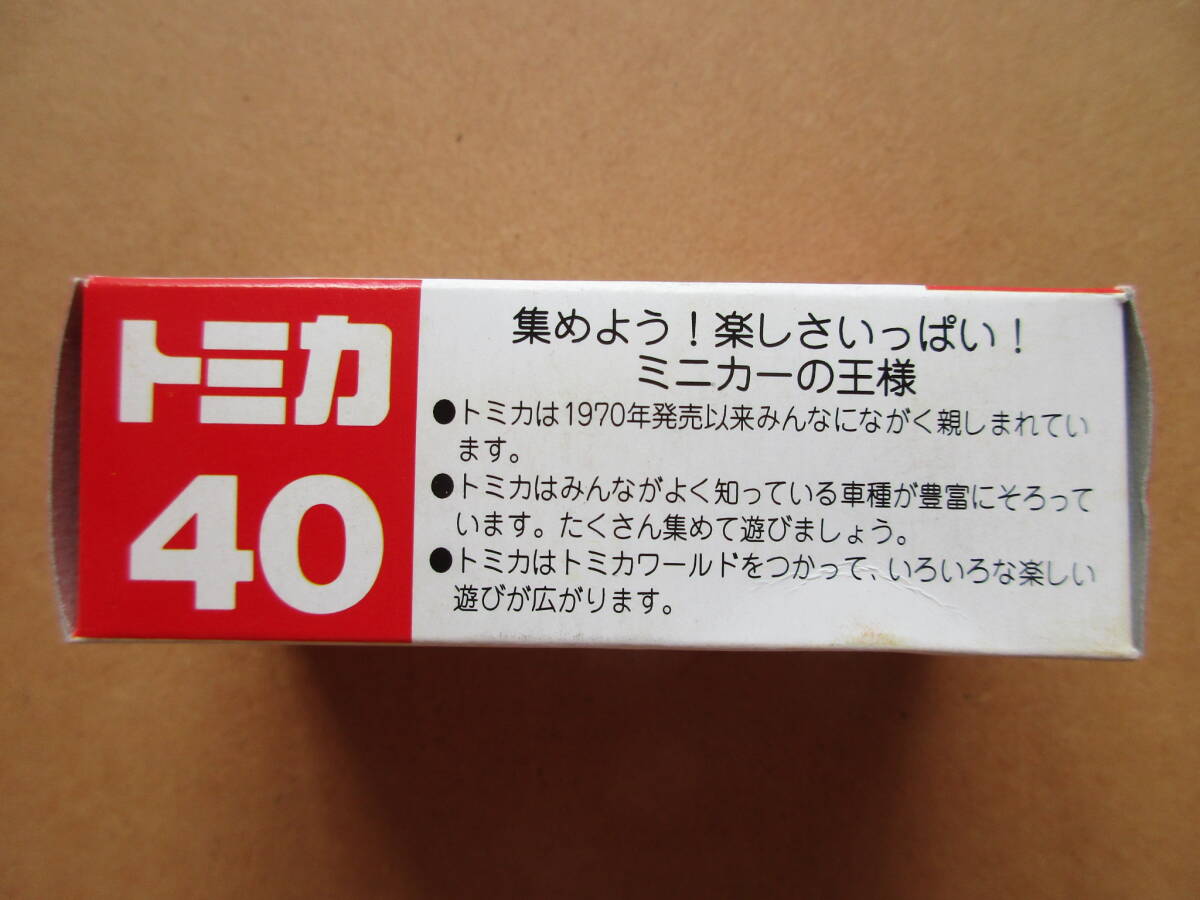 トミカ
40
集めよう!楽しさいっぱい!
ミニカーの王様
●トミカは1970年発売以来みんなにながく親しまれてい
ます。
●トミカはみんながよく知っている車種が豊富にそろって
います。たくさん集めて遊びましょう。
●トミカはトミカワールドをつかって、いろいろな楽しい
遊びが広がります。